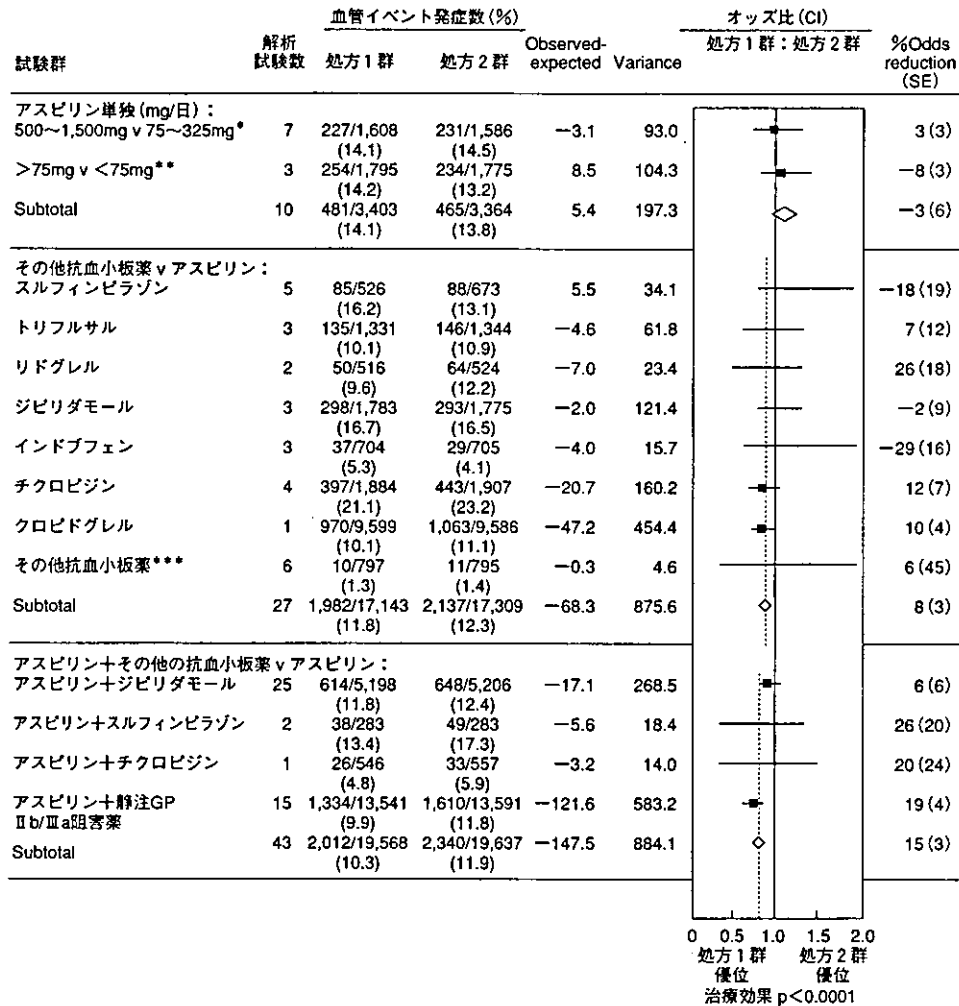 血管イベント発症数(%) オッズ比(CI)
試験群 解析試験数 処方1群 処方2群 Observed-expected Variance 処方1群：処方2群 %Odds reduction (SE)
アスピリン単独(mg/日)：
500〜1,500mg v 75〜325mg* 7 227/1,608 231/1,586 −3.1 93.0 3(3)
(14.1) (14.5)
>75mg v <75mg** 3 254/1,795 234/1,775 8.5 104.3 −8(3)
(14.2) (13.2)
Subtotal 10 481/3,403 465/3,364 5.4 197.3 −3(6)
(14.1) (13.8)
その他抗血小板薬 v アスピリン：
スルフィンピラゾン 5 85/526 88/673 5.5 34.1 −18(19)
(16.2) (13.1)
トリフルサル 3 135/1,331 146/1,344 −4.6 61.8 7(12)
(10.1) (10.9)
リドグレル 2 50/516 64/524 −7.0 23.4 26(18)
(9.6) (12.2)
ジピリダモール 3 298/1,783 293/1,775 −2.0 121.4 −2(9)
(16.7) (16.5)
インドブフェン 3 37/704 29/705 −4.0 15.7 −29(16)
(5.3) (4.1)
チクロピジン 4 397/1,884 443/1,907 −20.7 160.2 12(7)
(21.1) (23.2)
クロピドグレル 1 970/9,599 1,063/9,586 −47.2 454.4 10(4)
(10.1) (11.1)
その他抗血小板薬*** 6 10/797 11/795 −0.3 4.6 6(45)
(1.3) (1.4)
Subtotal 27 1,982/17,143 2,137/17,309 −68.3 875.6 8(3)
(11.8) (12.3)
アスピリン＋その他の抗血小板薬 v アスピリン：
アスピリン＋ジピリダモール 25 614/5,198 648/5,206 −17.1 268.5 6(6)
(11.8) (12.4)
アスピリン＋スルフィンピラゾン 2 38/283 49/283 −5.6 18.4 26(20)
(13.4) (17.3)
アスピリン＋チクロピジン 1 26/546 33/557 −3.2 14.0 20(24)
(4.8) (5.9)
アスピリン＋静注GP 15 1,334/13,541 1,610/13,591 −121.6 583.2 19(4)
Ⅱb/Ⅲa阻害薬 (9.9) (11.8)
Subtotal 43 2,012/19,568 2,340/19,637 −147.5 884.1 15(3)
(10.3) (11.9)
0 0.5 1.0 1.5 2.0
処方1群 処方2群
優位 優位
治療効果 p<0.0001